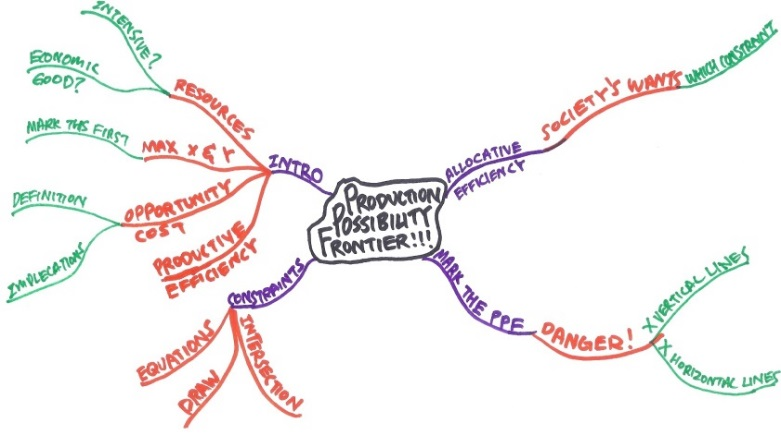 INTENSIVE?
ECONOMIC
GOOD?
RESOURCES
MARK THIS FIRST
MAX X & Y
INTRO
DEFINITION
OPPORTUNITY
COST
IMPLICATIONS
PRODUCTIVE
EFFICIENCY
PRODUCTION
POSSIBILITY
FRONTIER!!!
ALLOCATIVE
EFFICIENCY
SOCIETY'S WANTS
WHICH CONSTRAINT
CONSTRAINTS
EQUATIONS
DRAW
INTERSECTION
MARK THE PPF
DANGER!
X VERTICAL LINES
X HORIZONTAL LINES